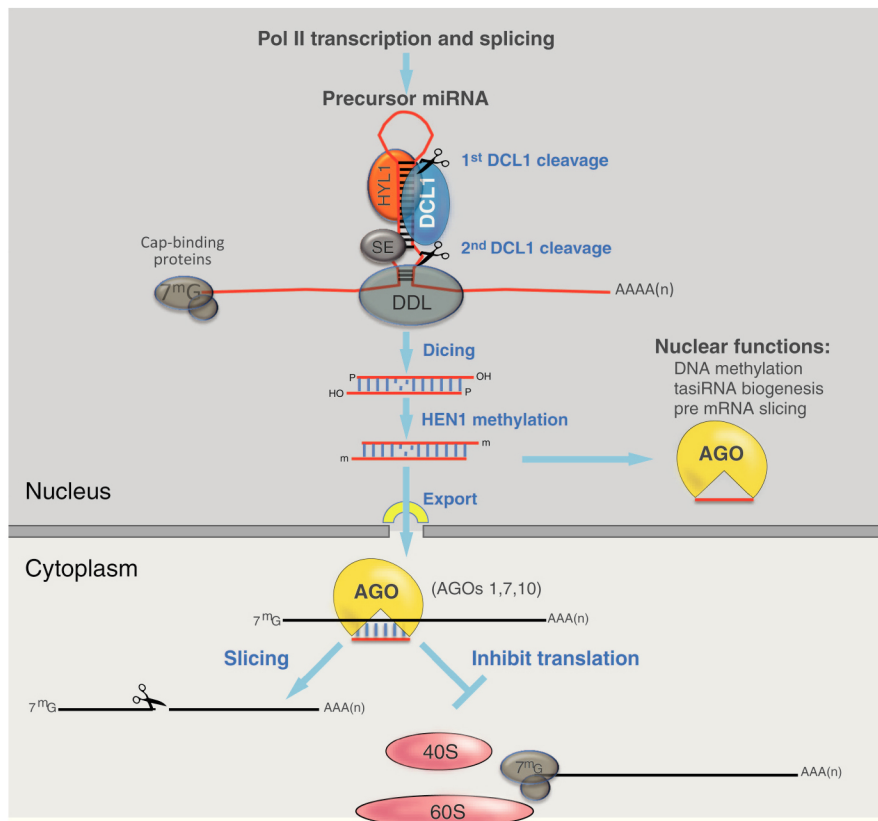 Pol II transcription and splicing
Precursor miRNA
1st DCL1 cleavage
HYL1
DCL1
SE
2nd DCL1 cleavage
Cap-binding
proteins
7mG
AAAA(n)
DDL
Dicing
Nuclear functions:
DNA methylation
tasiRNA biogenesis
pre mRNA slicing
P
OH
HO
P
HEN1 methylation
m
m
AGO
Nucleus
Export
Cytoplasm
AGO
(AGOs 1,7,10)
7mG
AAA(n)
Slicing
Inhibit translation
7mG
AAA(n)
40S
7mG
AAA(n)
60S